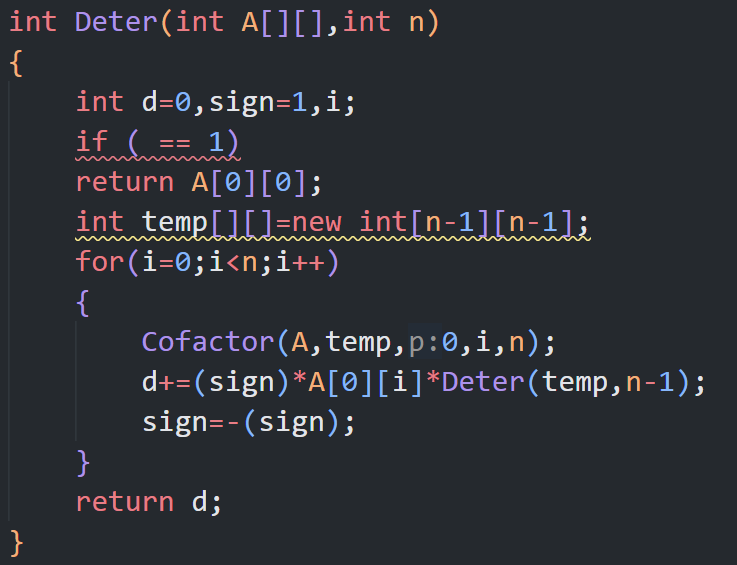 int Deter(int A[][],int n)
{
int d=0,sign=1,i;
if ( == 1)
return A[0][0];
int temp[][]=new int[n-1][n-1];
for(i=0;i<n;i++)
{
Cofactor(A,temp,p:0,i,n);
d+=(sign)*A[0][i]*Deter(temp,n-1);
sign=-(sign);
}
return d;
}